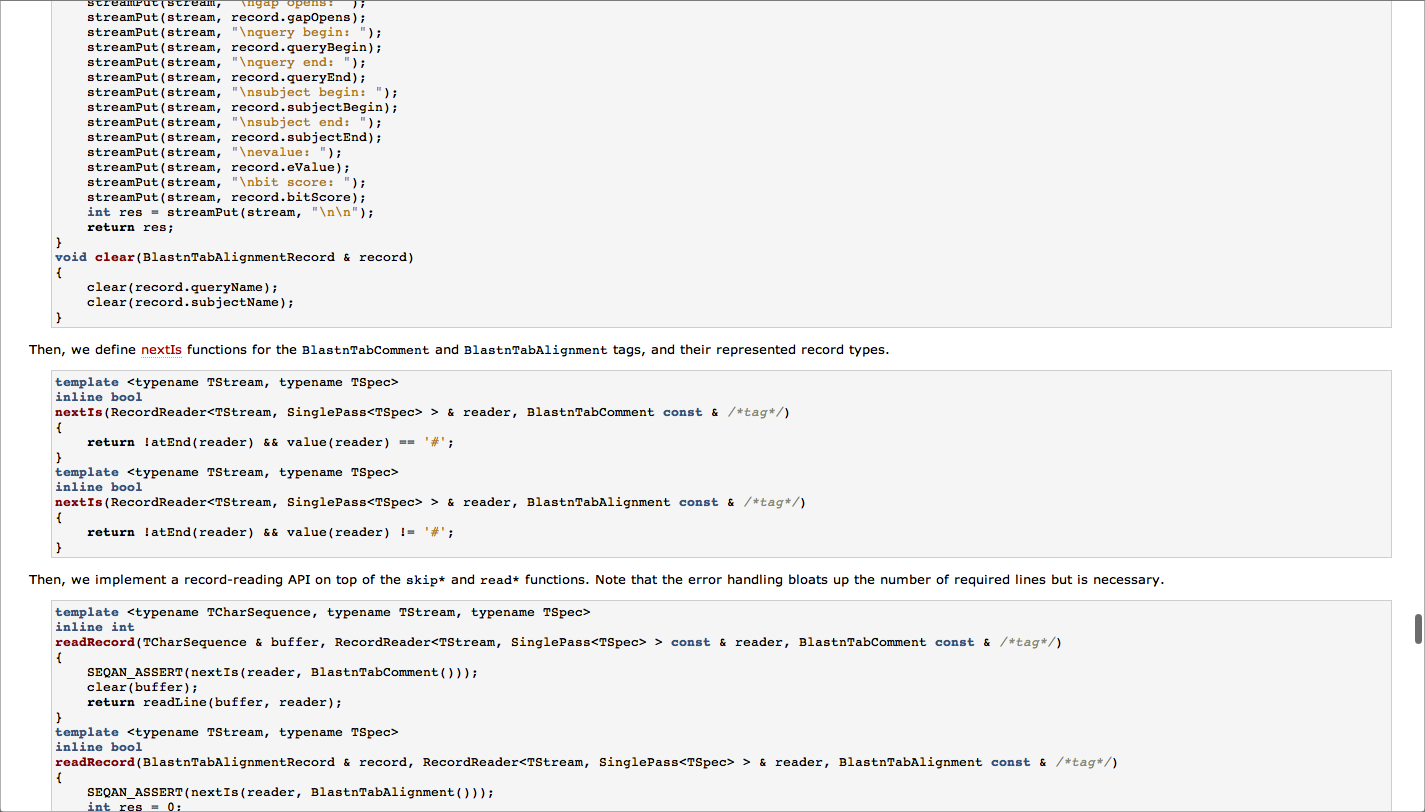 streamPut(stream, "\ngap opens: ");
streamPut(stream, record.gapOpens);
streamPut(stream, "\nquery begin: ");
streamPut(stream, record.queryBegin);
streamPut(stream, "\nquery end: ");
streamPut(stream, record.queryEnd);
streamPut(stream, "\nsubject begin: ");
streamPut(stream, record.subjectBegin);
streamPut(stream, "\nsubject end: ");
streamPut(stream, record.subjectEnd);
streamPut(stream, "\nevalue: ");
streamPut(stream, record.eValue);
streamPut(stream, "\nbit score: ");
streamPut(stream, record.bitScore);
int res = streamPut(stream, "\n\n");
return res;
}
void clear(BlastnTabAlignmentRecord & record)
{
clear(record.queryName);
clear(record.subjectName);
}
Then, we define nextIs functions for the BlastnTabComment and BlastnTabAlignment tags, and their represented record types.
template <typename TStream, typename TSpec>
inline bool
nextIs(RecordReader<TStream, SinglePass<TSpec> > & reader, BlastnTabComment const & /*tag*/)
{
return !atEnd(reader) && value(reader) == '#';
}
template <typename TStream, typename TSpec>
inline bool
nextIs(RecordReader<TStream, SinglePass<TSpec> > & reader, BlastnTabAlignment const & /*tag*/)
{
return !atEnd(reader) && value(reader) != '#';
}
Then, we implement a record-reading API on top of the skip* and read* functions. Note that the error handling bloats up the number of required lines but is necessary.
template <typename TCharSequence, typename TStream, typename TSpec>
inline int
readRecord(TCharSequence & buffer, RecordReader<TStream, SinglePass<TSpec> > const & reader, BlastnTabComment const & /*tag*/)
{
SEQAN_ASSERT(nextIs(reader, BlastnTabComment()));
clear(buffer);
return readLine(buffer, reader);
}
template <typename TStream, typename TSpec>
inline bool
readRecord(BlastnTabAlignmentRecord & record, RecordReader<TStream, SinglePass<TSpec> > & reader, BlastnTabAlignment const & /*tag*/)
{
SEQAN_ASSERT(nextIs(reader, BlastnTabAlignment()));
int res = 0;